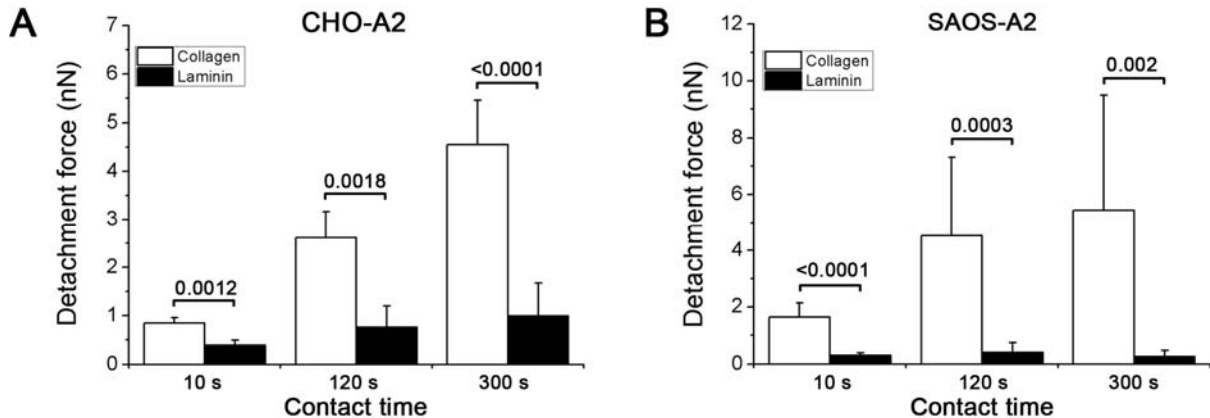 A
CHO-A2
Detachment force (nN)
7
6
5
4
3
2
1
0
Collagen
Laminin
0.0012
0.0018
<0.0001
10 s
120 s
300 s
Contact time
B
SAOS-A2
Detachment force (nN)
12
10
8
6
4
2
0
Collagen
Laminin
<0.0001
0.0003
0.002
10 s
120 s
300 s
Contact time